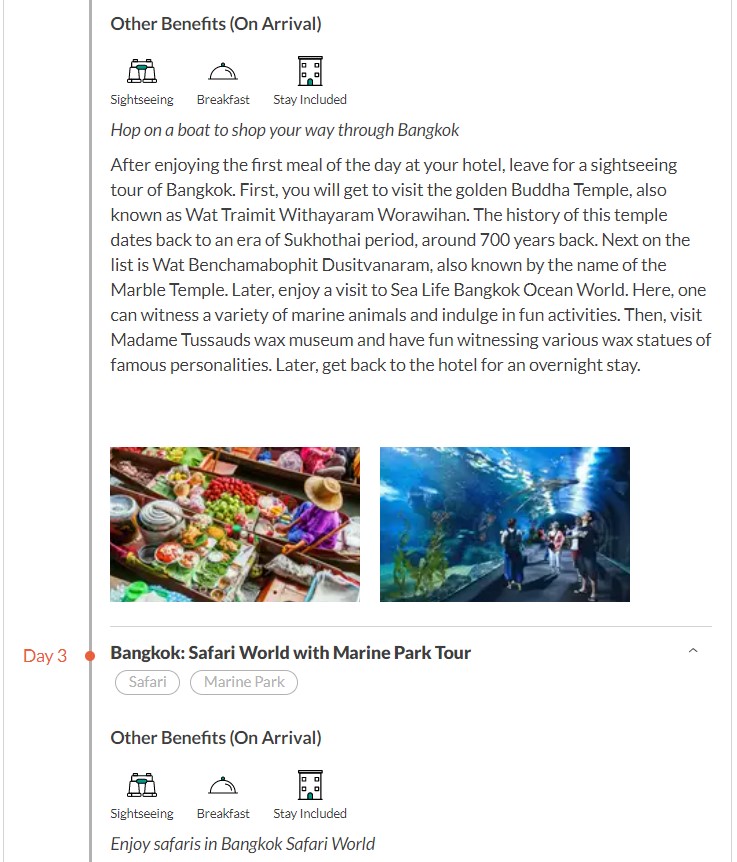 Other Benefits (On Arrival)
Sightseeing Breakfast Stay Included
Hop on a boat to shop your way through Bangkok
After enjoying the first meal of the day at your hotel, leave for a sightseeing
tour of Bangkok. First, you will get to visit the golden Buddha Temple, also
known as Wat Traimit Withayaram Worawihan. The history of this temple
dates back to an era of Sukhothai period, around 700 years back. Next on the
list is Wat Benchamabophit Dusitvanaram, also known by the name of the
Marble Temple. Later, enjoy a visit to Sea Life Bangkok Ocean World. Here, one
can witness a variety of marine animals and indulge in fun activities. Then, visit
Madame Tussauds wax museum and have fun witnessing various wax statues of
famous personalities. Later, get back to the hotel for an overnight stay.
Day 3 Bangkok: Safari World with Marine Park Tour
Safari Marine Park
Other Benefits (On Arrival)
Sightseeing Breakfast Stay Included
Enjoy safaris in Bangkok Safari World